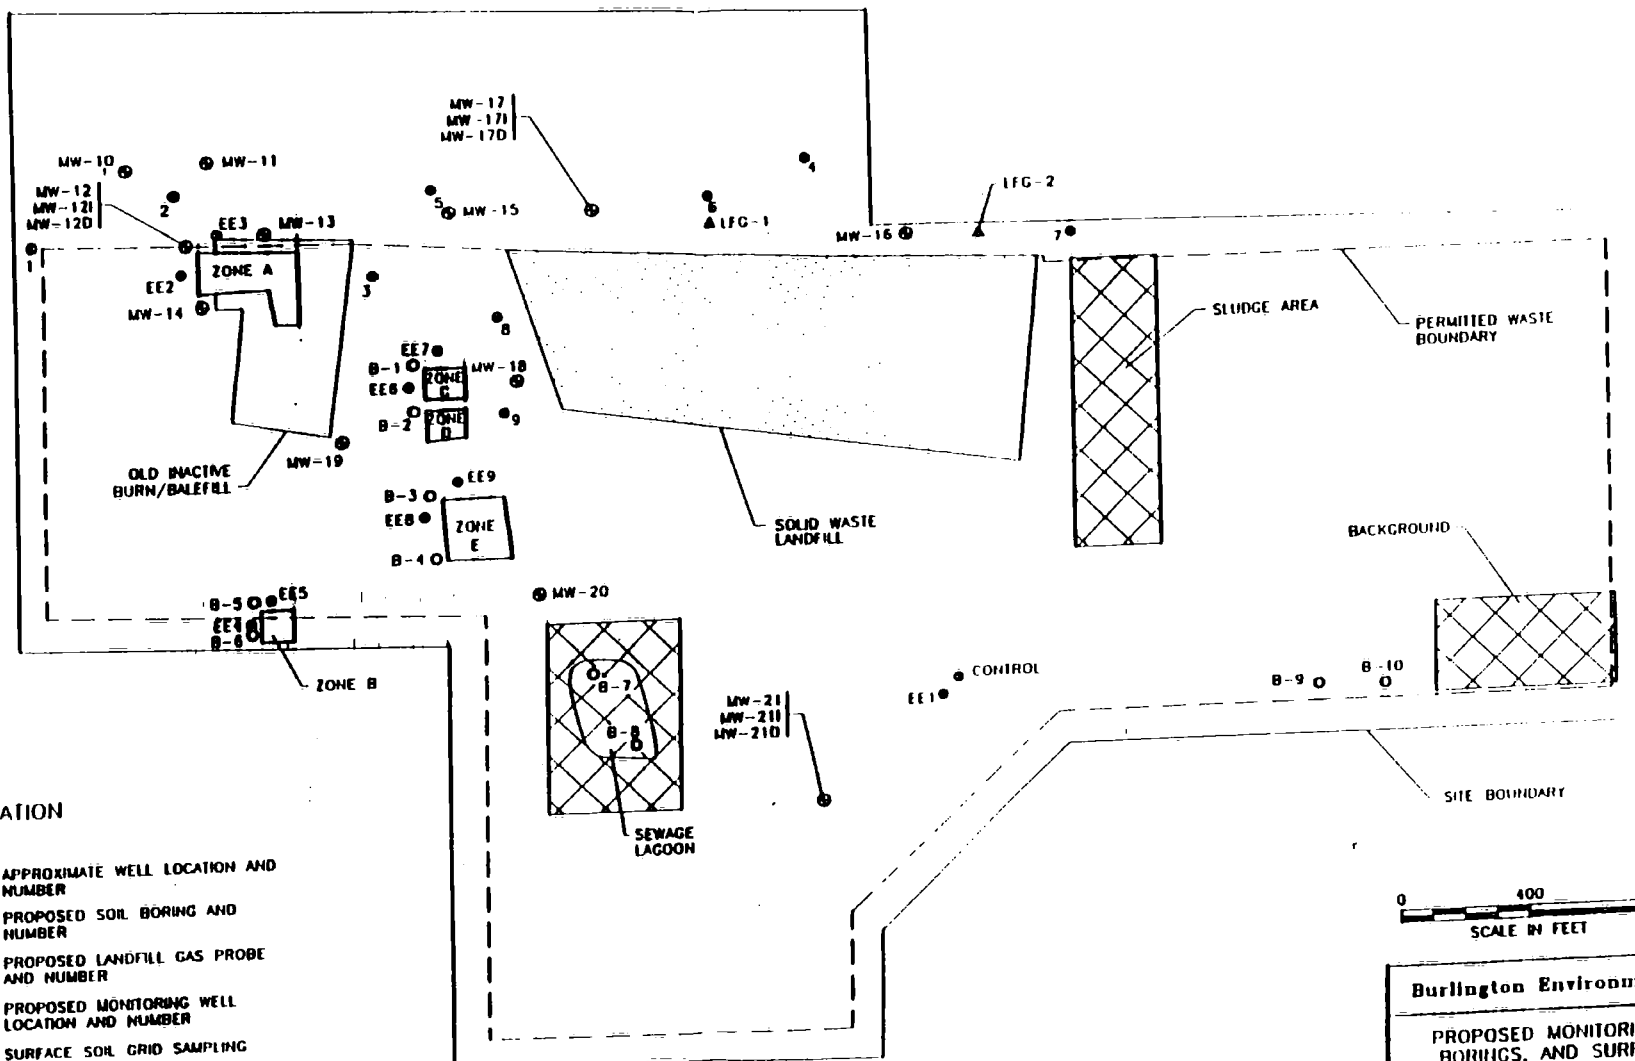 MW-17
MW-17I
MW-17D
MW-10
MW-11
4
MW-12
MW-12I
MW-12D
2
5
MW-15
6
LFG-1
LFG-2
1
EE3
MW-13
MW-16
7
ZONE A
EE2
3
MW-14
8
SLUDGE AREA
PERMITTED WASTE
BOUNDARY
EE7
B-1
MW-18
ZONE
C
EE6
B-2
ZONE
D
9
MW-19
OLD INACTIVE
BURN/BALEFILL
EE9
B-3
EE8
ZONE
E
B-4
SOLID WASTE
LANDFILL
BACKGROUND
B-5
EE5
EE4
B-6
MW-20
ZONE B
CONTROL
EE1
B-9
B-10
B-7
B-8
MW-21
MW-21I
MW-21D
SITE BOUNDARY
SEWAGE
LAGOON
ATION
APPROXIMATE WELL LOCATION AND
NUMBER
PROPOSED SOIL BORING AND
NUMBER
PROPOSED LANDFILL GAS PROBE
AND NUMBER
PROPOSED MONITORING WELL
LOCATION AND NUMBER
SURFACE SOIL GRID SAMPLING
0 400
SCALE IN FEET
Burlington Environm
PROPOSED MONITORI
BORINGS, AND SURF